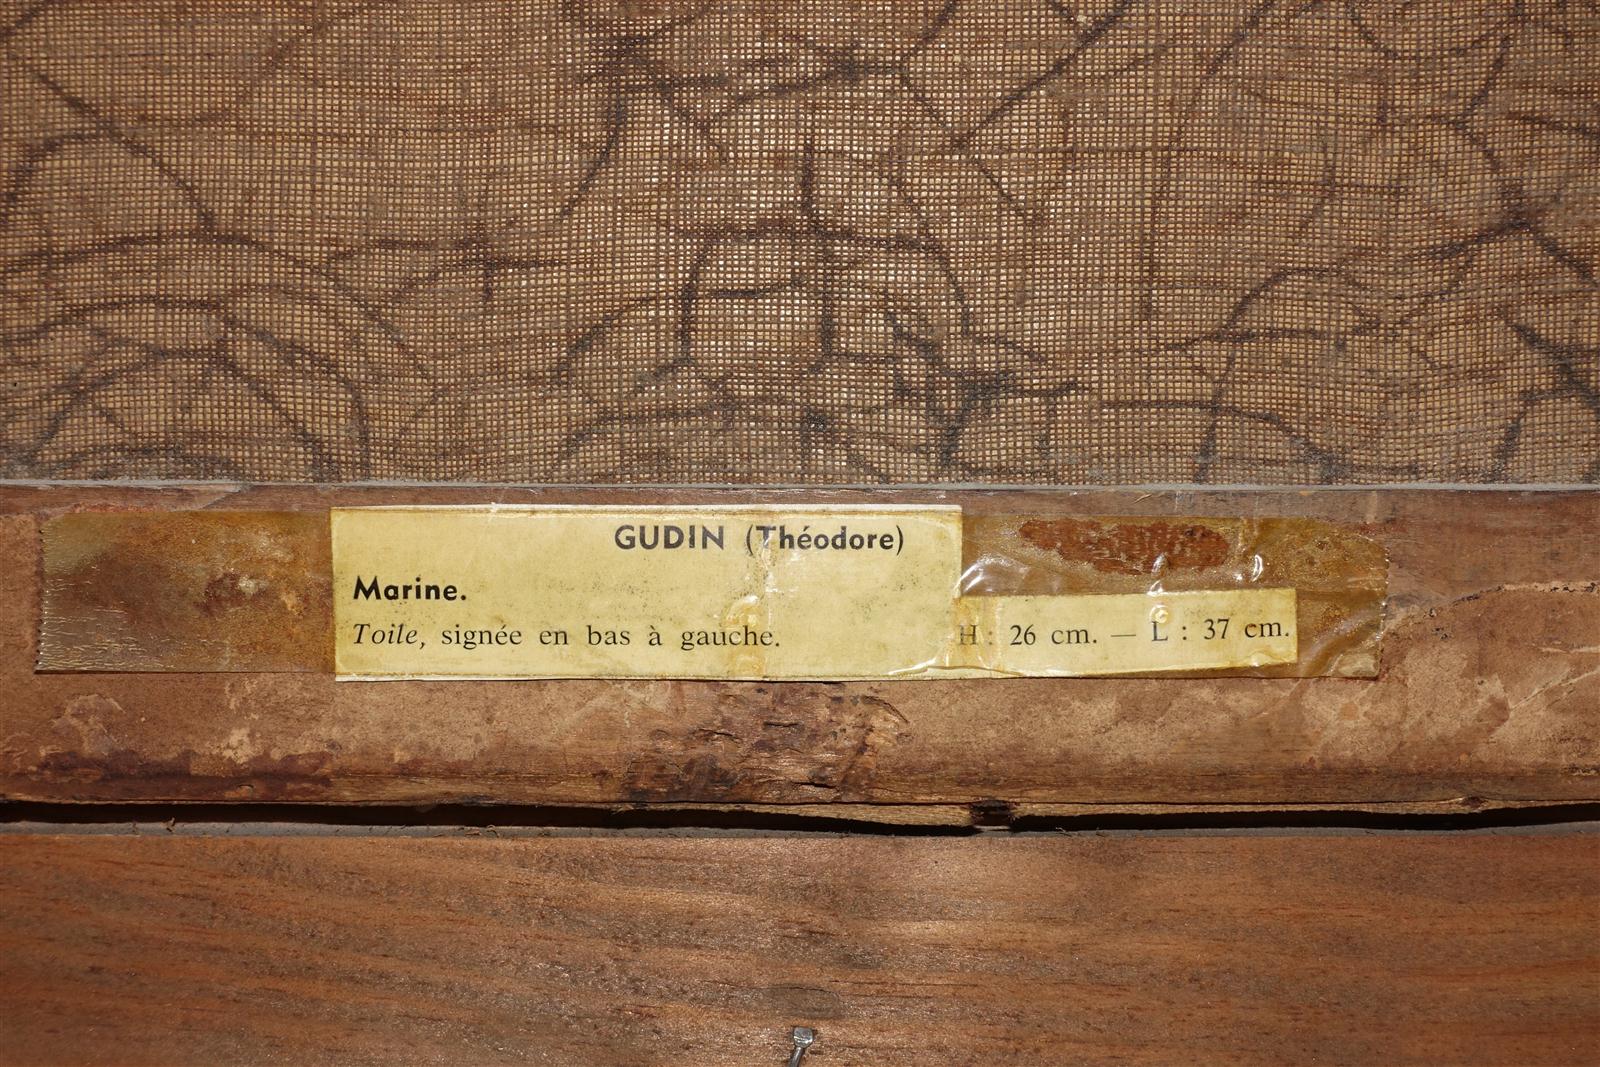 GUDIN (Théodore)
Marine.
Toile, signée en bas à gauche. H : 26 cm. — L : 37 cm.